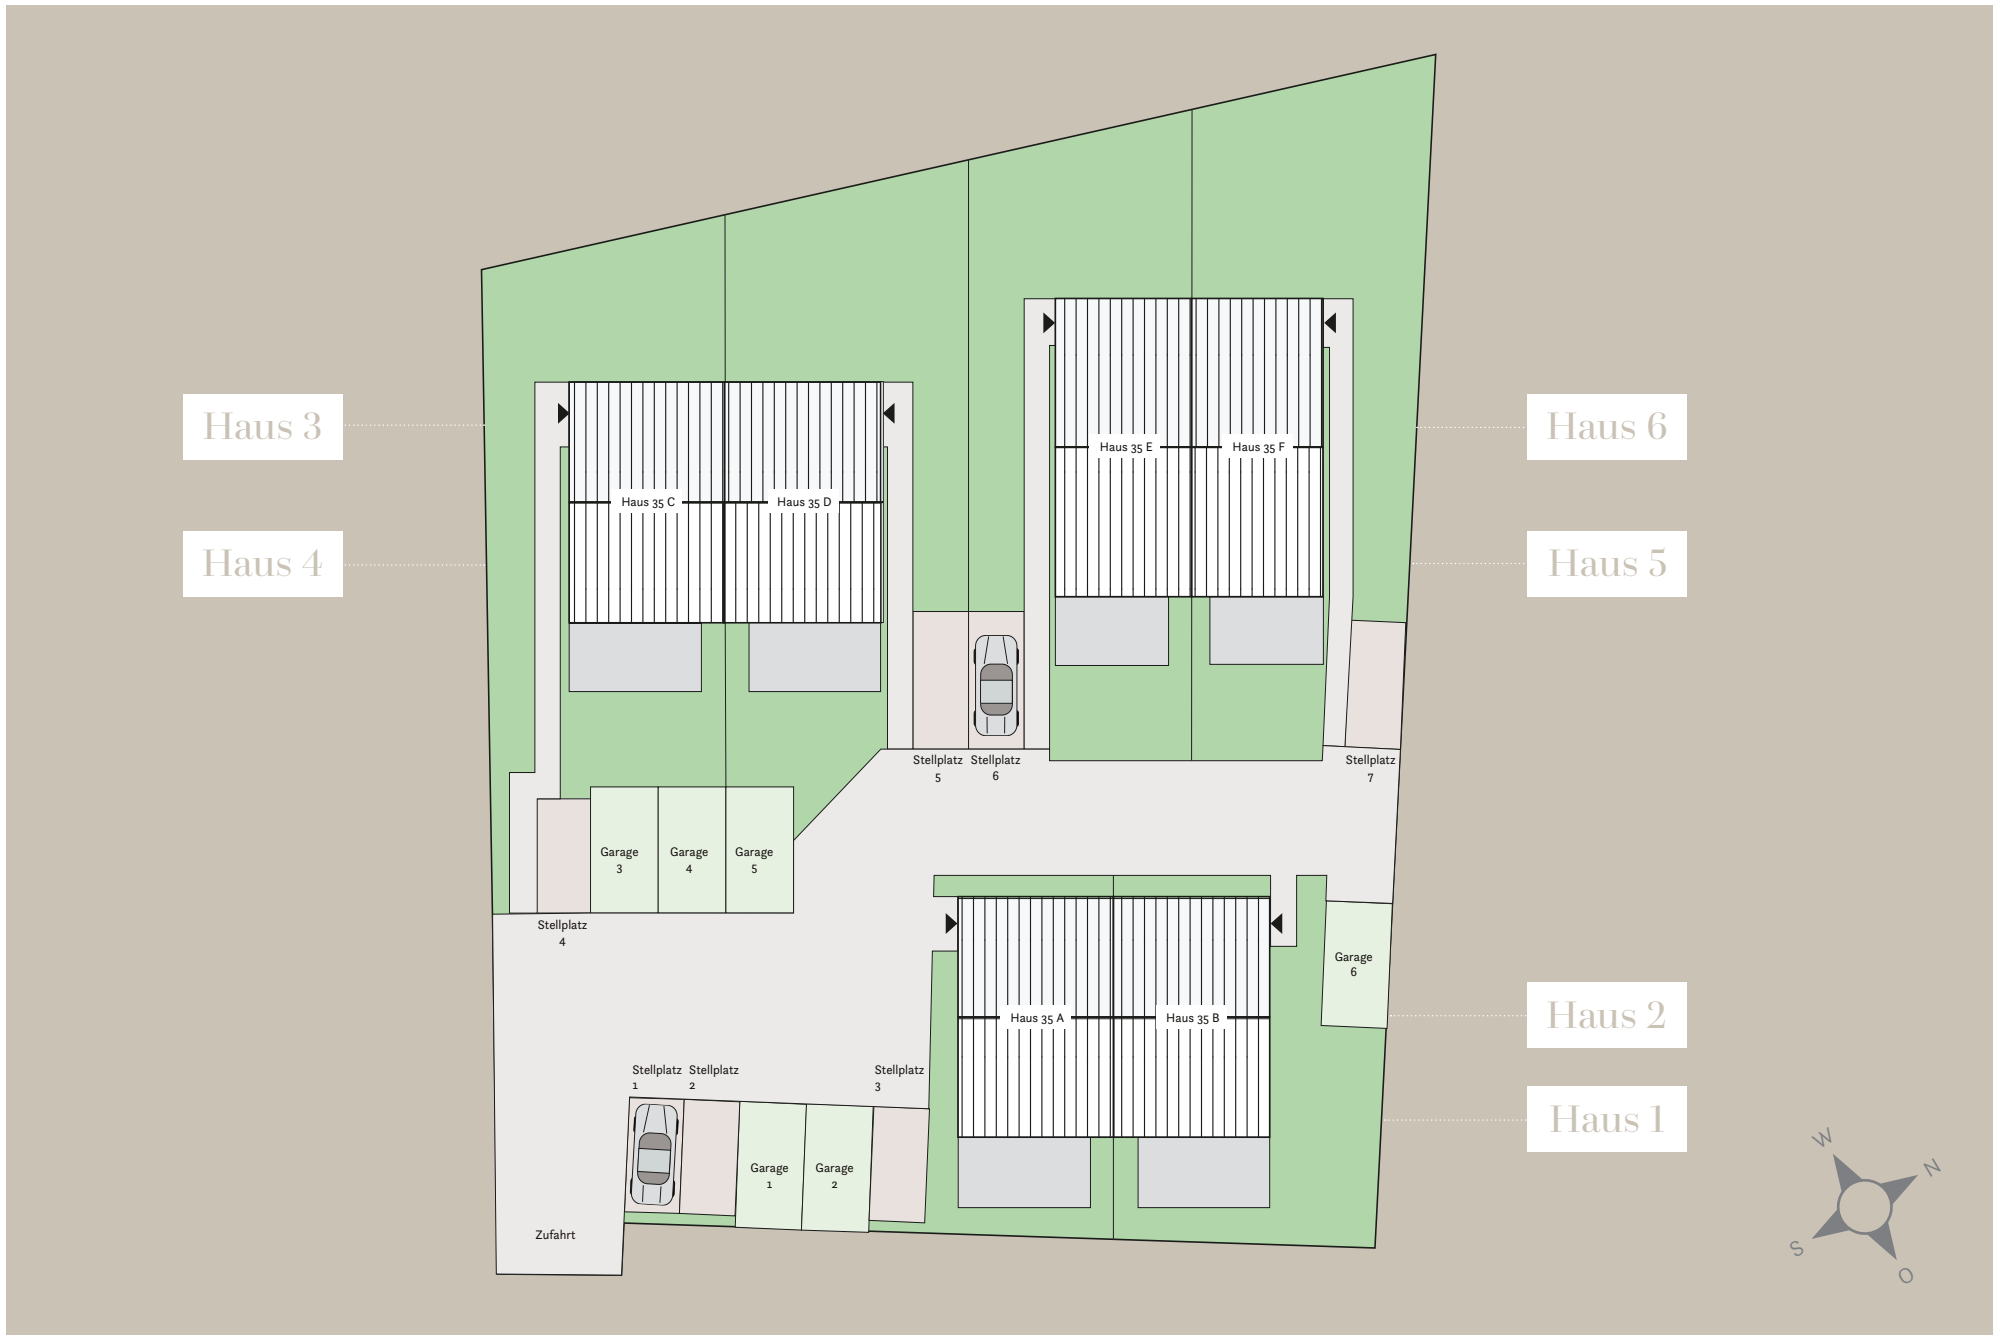 Haus 3
Haus 6
Haus 35 E
Haus 35 F
Haus 35 C
Haus 35 D
Haus 4
Haus 5
Stellplatz
5
Stellplatz
6
Stellplatz
7
Garage
3
Garage
4
Garage
5
Stellplatz
4
Garage
6
Haus 35 A
Haus 35 B
Haus 2
Stellplatz
1
Stellplatz
2
Stellplatz
3
Haus 1
Garage
1
Garage
2
Zufahrt
W
N
S
O